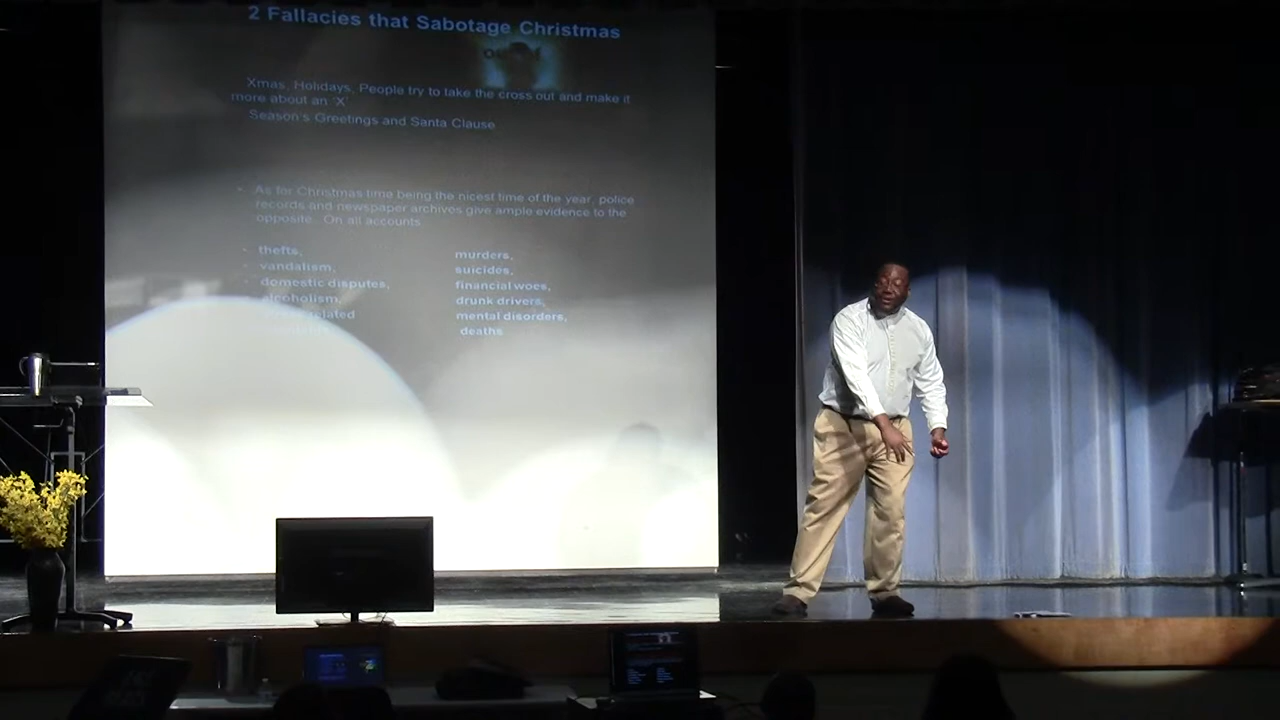 2 Fallacies that Sabotage Christmas
Xmas, Holidays, People try to take the cross out and make it
more about an 'X'
Season's Greetings and Santa Clause
• As for Christmas time being the nicest time of the year, police
records and newspaper archives give ample evidence to the
opposite. On all accounts
• thefts,
• vandalism,
• domestic disputes,
alcoholism,
related
murders,
suicides,
financial woes,
drunk drivers,
mental disorders,
deaths